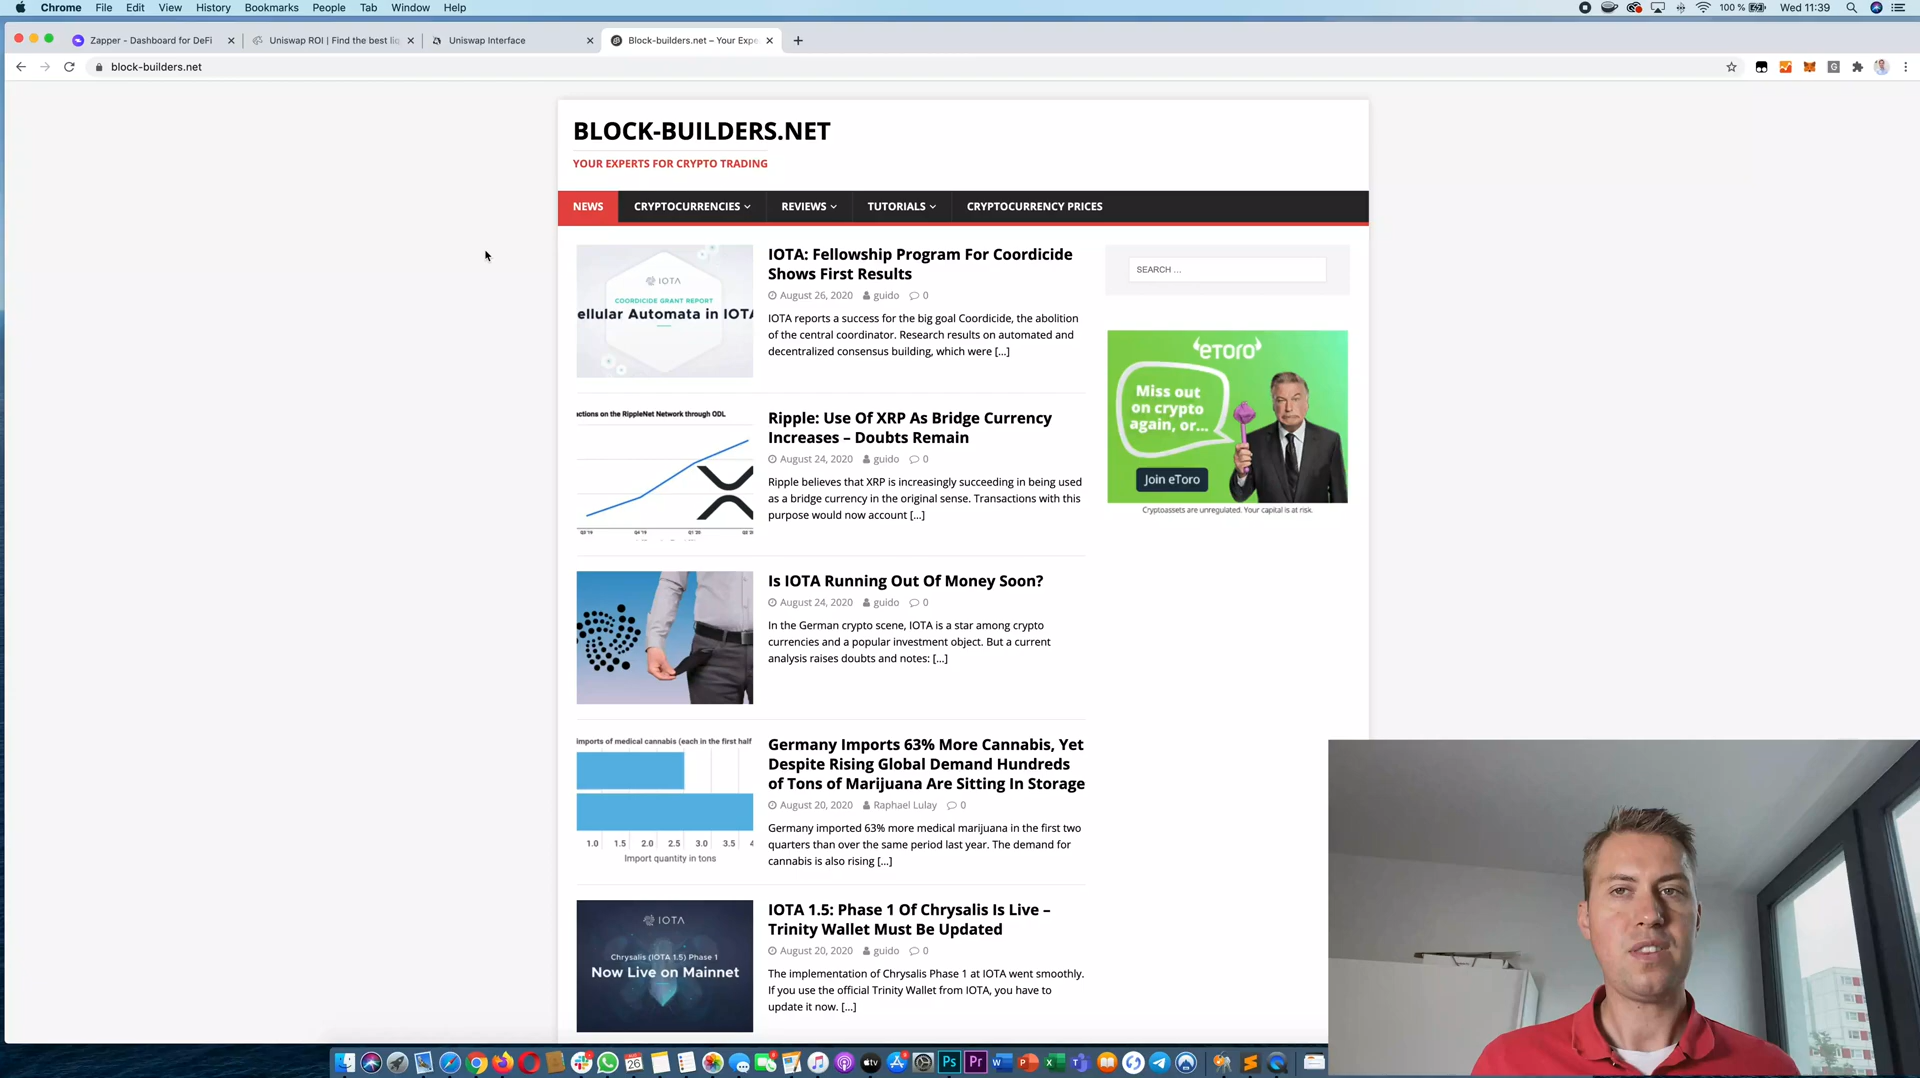 Chrome File Edit View History Bookmarks People Tab Window Help
100 % Wed 11:39
Zapper - Dashboard for DeFi
Uniswap ROI | Find the best liq
Uniswap Interface
Block-builders.net – Your Expe
block-builders.net
BLOCK-BUILDERS.NET
YOUR EXPERTS FOR CRYPTO TRADING
NEWS CRYPTOCURRENCIES REVIEWS TUTORIALS CRYPTOCURRENCY PRICES
IOTA
COORDICIDE GRANT REPORT
ellular Automata in IOTA
IOTA: Fellowship Program For Coordicide
Shows First Results
August 26, 2020 guido 0
IOTA reports a success for the big goal Coordicide, the abolition
of the central coordinator. Research results on automated and
decentralized consensus building, which were [...]
SEARCH ...
eToro
Miss out
on crypto
again, or...
Join eToro
Cryptoassets are unregulated. Your capital is at risk.
actions on the RippleNet Network through ODL
Q3 '19 Q4 '19 Q1 '20
Ripple: Use Of XRP As Bridge Currency
Increases – Doubts Remain
August 24, 2020 guido 0
Ripple believes that XRP is increasingly succeeding in being used
as a bridge currency in the original sense. Transactions with this
purpose would now account [...]
Is IOTA Running Out Of Money Soon?
August 24, 2020 guido 0
In the German crypto scene, IOTA is a star among crypto
currencies and a popular investment object. But a current
analysis raises doubts and notes: [...]
imports of medical cannabis (each in the first half
1.0 1.5 2.0 2.5 3.0 3.5 4
Import quantity in tons
Germany Imports 63% More Cannabis, Yet
Despite Rising Global Demand Hundreds
of Tons of Marijuana Are Sitting In Storage
August 20, 2020 Raphael Lulay 0
Germany imported 63% more medical marijuana in the first two
quarters than over the same period last year. The demand for
cannabis is also rising [...]
IOTA
Chrysalis (IOTA 1.5) Phase 1
Now Live on Mainnet
IOTA 1.5: Phase 1 Of Chrysalis Is Live –
Trinity Wallet Must Be Updated
August 20, 2020 guido 0
The implementation of Chrysalis Phase 1 at IOTA went smoothly.
If you use the official Trinity Wallet from IOTA, you have to
update it now. [...]
26 tv Ps Pr